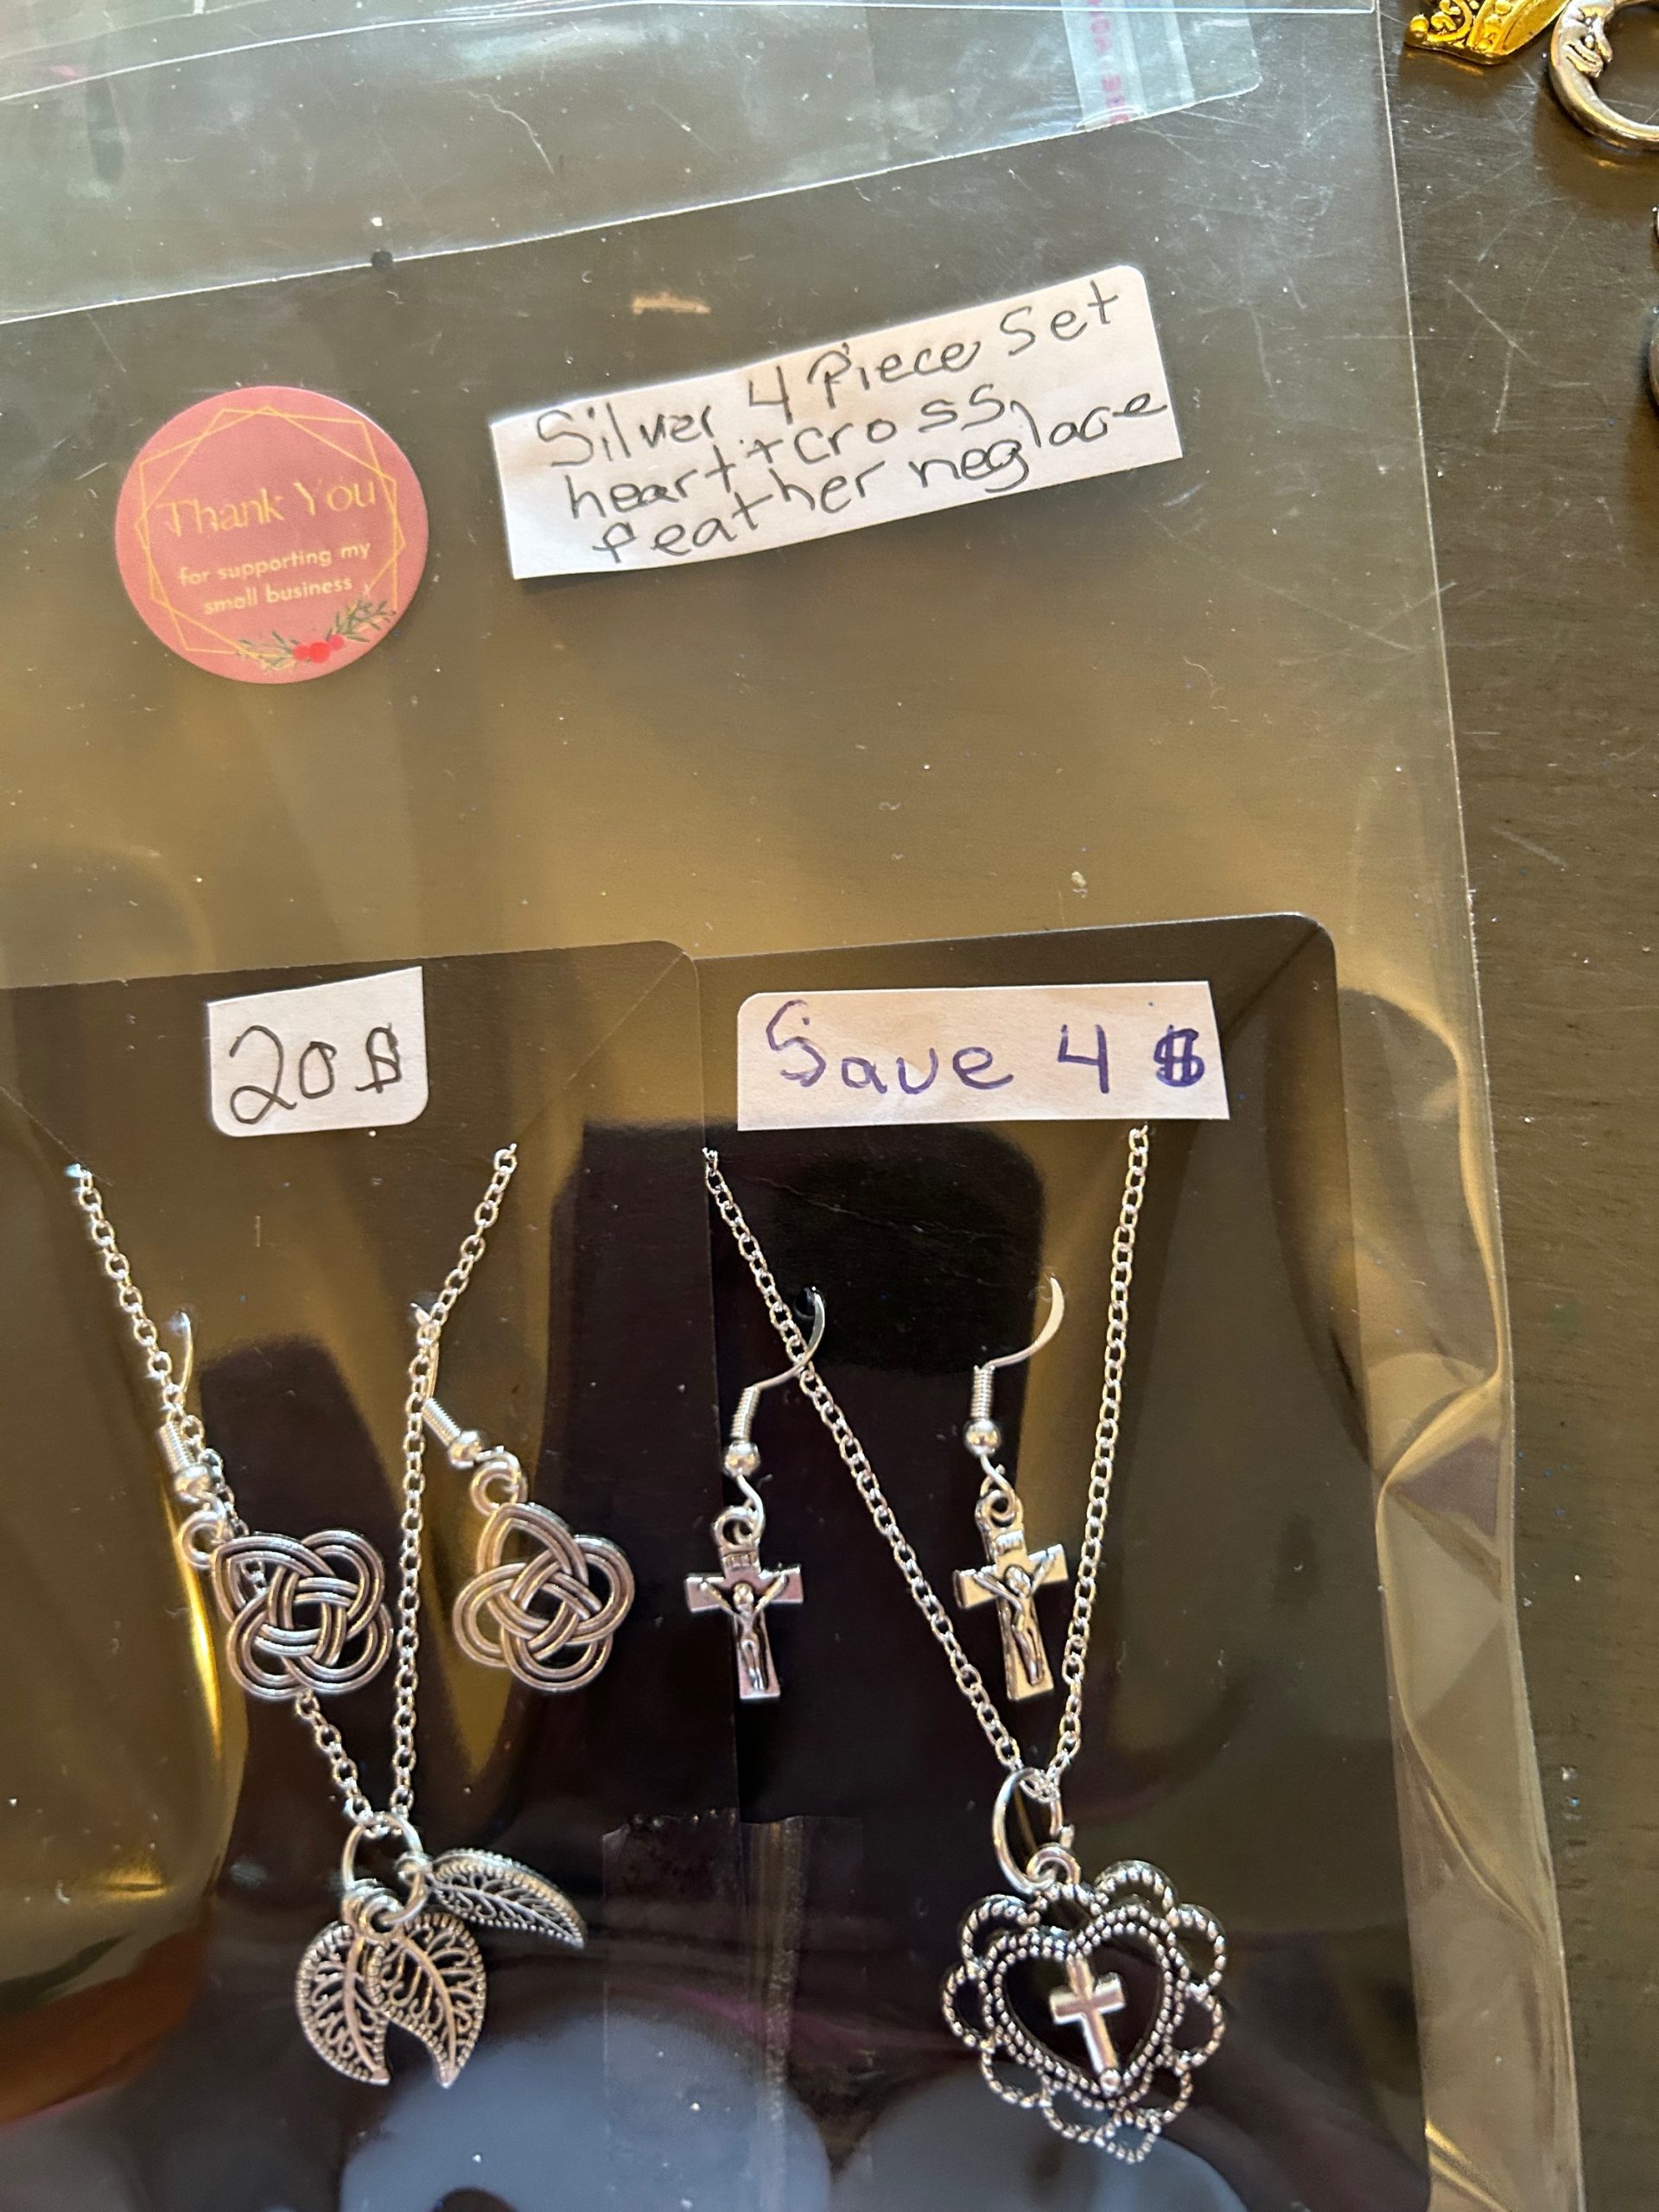 Thank You
for supporting my
small business
Silver 4 Piece Set
heart + cross,
feather neglace
20$
Save 4 $